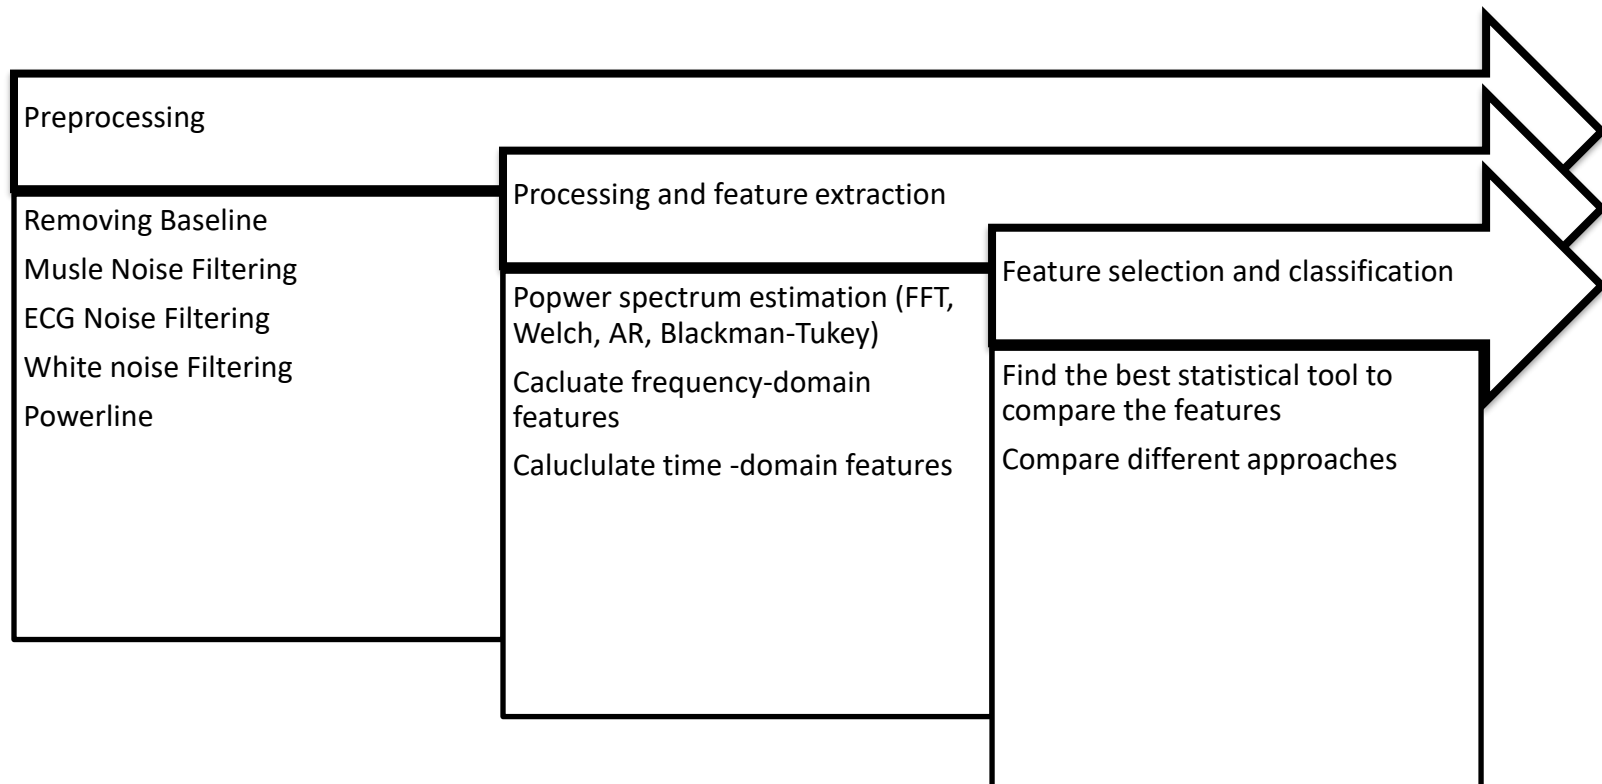 Preprocessing
Removing Baseline
Musle Noise Filtering
ECG Noise Filtering
White noise Filtering
Powerline
Processing and feature extraction
Popwer spectrum estimation (FFT,
Welch, AR, Blackman-Tukey)
Cacluate frequency-domain
features
Caluclulate time -domain features
Feature selection and classification
Find the best statistical tool to
compare the features
Compare different approaches